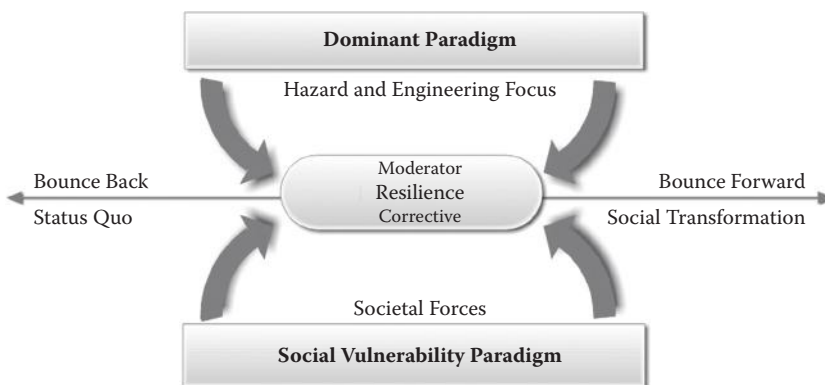 Dominant Paradigm
Hazard and Engineering Focus
Bounce Back
Status Quo
Moderator
Resilience
Corrective
Bounce Forward
Social Transformation
Societal Forces
Social Vulnerability Paradigm